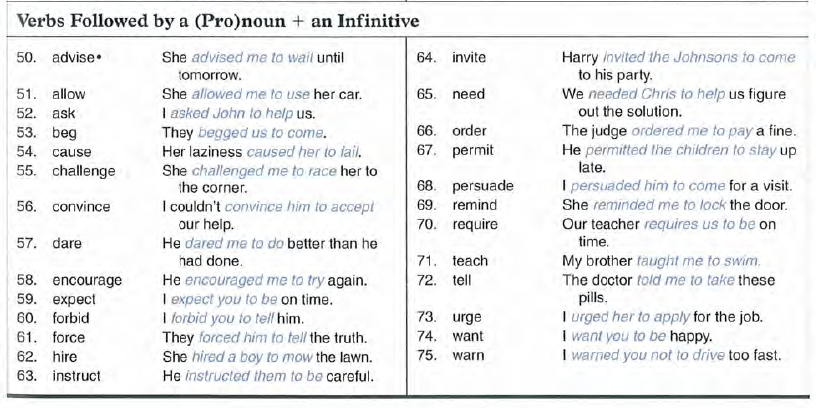 Verbs Followed by a (Pro)noun + an Infinitive
50. advise• She advised me to wait until
tomorrow.
51. allow She allowed me to use her car.
52. ask I asked John to help us.
53. beg They begged us to come.
54. cause Her laziness caused her to fail.
55. challenge She challenged me to race her to
the corner.
56. convince I couldn't convince him to accept
our help.
57. dare He dared me to do better than he
had done.
58. encourage He encouraged me to try again.
59. expect I expect you to be on time.
60. forbid I forbid you to tell him.
61. force They forced him to tell the truth.
62. hire She hired a boy to mow the lawn.
63. instruct He instructed them to be careful.
64. invite Harry invited the Johnsons to come
to his party.
65. need We needed Chris to help us figure
out the solution.
66. order The judge ordered me to pay a fine.
67. permit He permitted the children to stay up
late.
68. persuade I persuaded him to come for a visit.
69. remind She reminded me to lock the door.
70. require Our teacher requires us to be on
time.
71. teach My brother taught me to swim.
72. tell The doctor told me to take these
pills.
73. urge I urged her to apply for the job.
74. want I want you to be happy.
75. warn I warned you not to drive too fast.